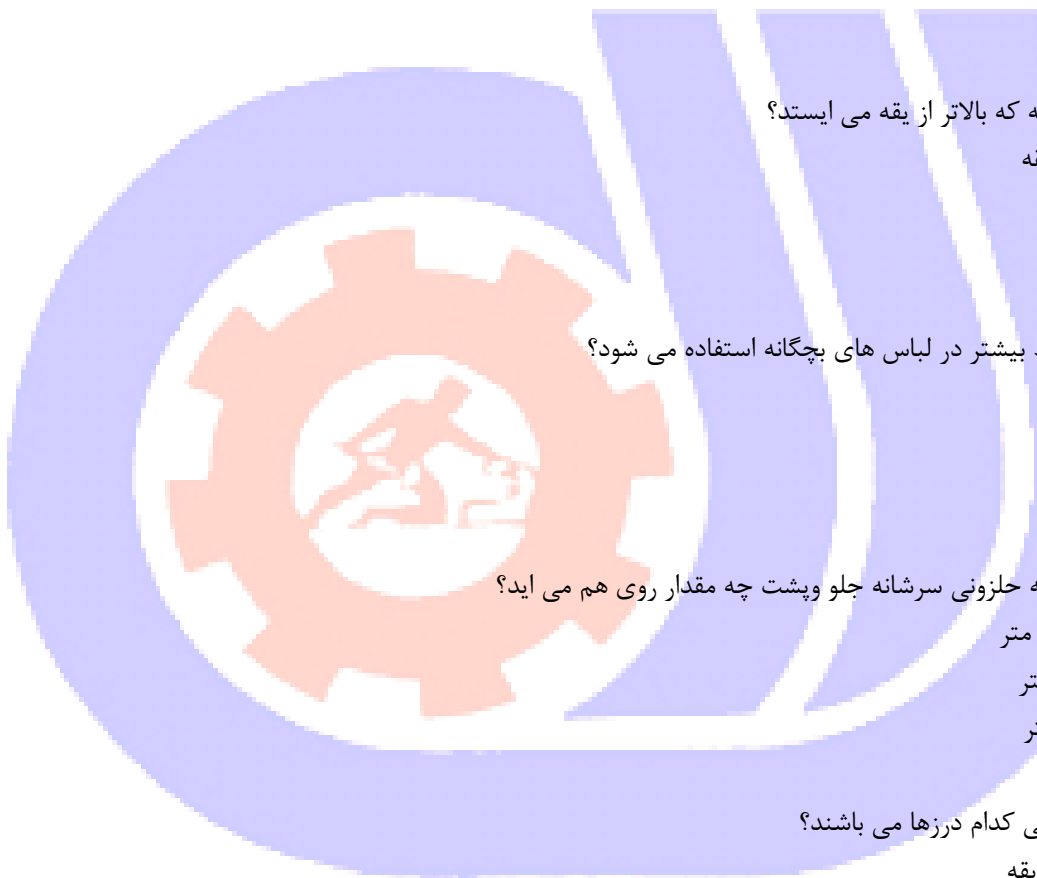 ه که بالاتر از یقه می ایستد؟
قه
بیشتر در لباس های بچگانه استفاده می شود؟
ه حلزونی سرشانه جلو وپشت چه مقدار روی هم می اید؟
متر
تر
تر
ی کدام درزها می باشند؟
یقه